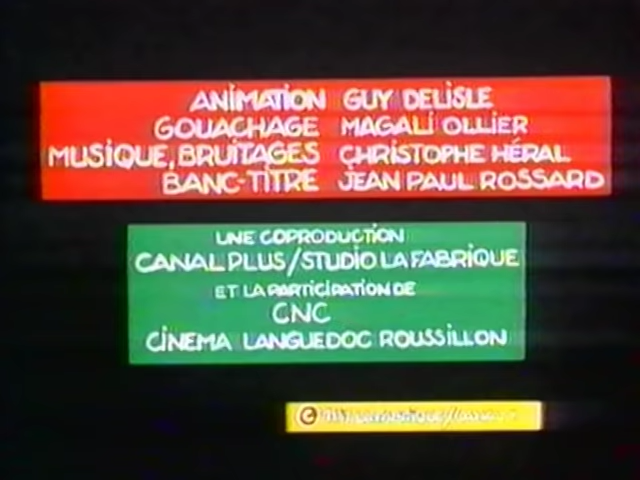 ANIMATION GUY DELISLE
GOUACHAGE MAGALI OLLIER
MUSIQUE, BRUITAGES CHRISTOPHE HÉRAL
BANC-TITRE JEAN PAUL ROSSARD
UNE COPRODUCTION
CANAL PLUS/STUDIO LA FABRIQUE
ET LA PARTICIPATION DE
CNC
CINEMA LANGUEDOC ROUSSILLON
©